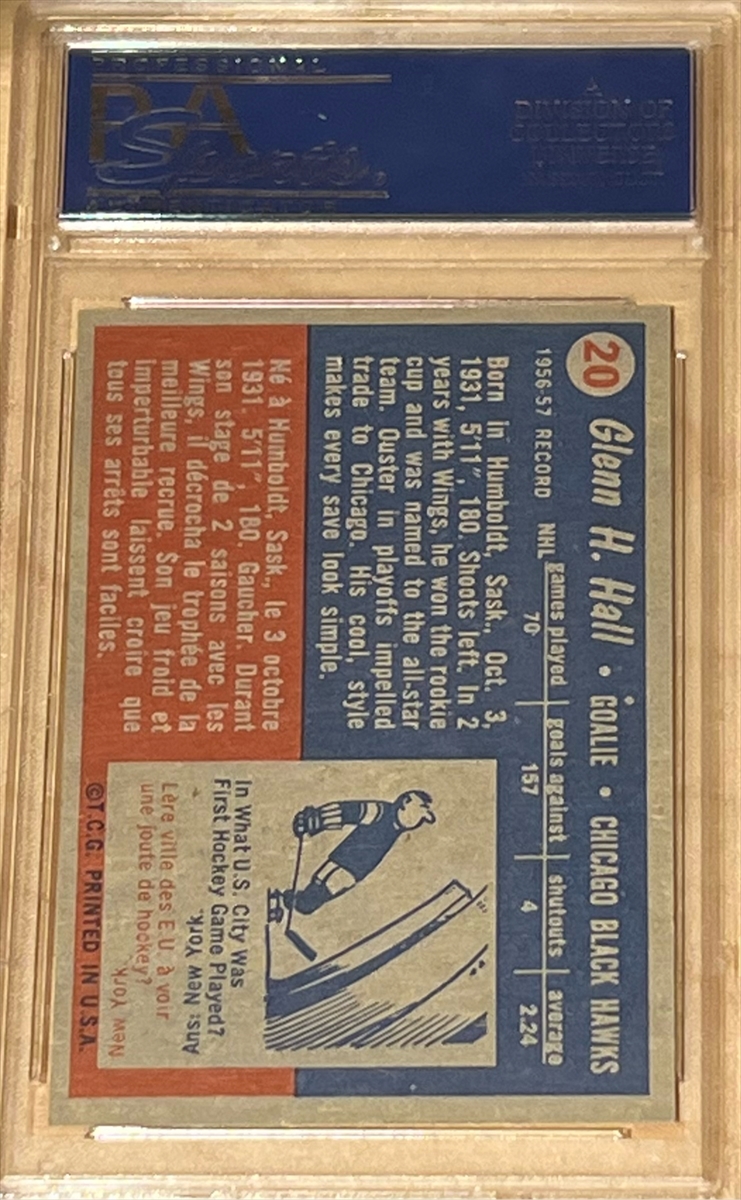 PROFESSIONAL
PSA
Sports
A
DIVISION OF
COLLECTORS
UNIVERSE
NASDAQ: CLCT
20 Glenn H. Hall • GOALIE • CHICAGO BLACK HAWKS
games played goals against shutouts average
1956-57 RECORD NHL 70 157 4 2.24
Born in Humboldt, Sask., Oct. 3,
1931, 5'11", 180. Shoots left. In 2
years with Wings, he won the rookie
cup and was named to the all-star
team. Ouster in playoffs impelled
trade to Chicago. His cool, style
makes every save look simple.
Né à Humboldt, Sask., le 3 octobre
1931. 5'11", 180. Gaucher. Durant
son stage de 2 saisons avec les
Wings, il décrocha le trophée de la
meilleure recrue. Son jeu froid et
imperturbable laissent croire que
tous ses arrêts sont faciles.
In What U.S. City Was
First Hockey Game Played?
Ans: New York.
Lère ville des E.U. à voir
une joute de hockey?
New York.
©T.C.G. PRINTED IN U.S.A.